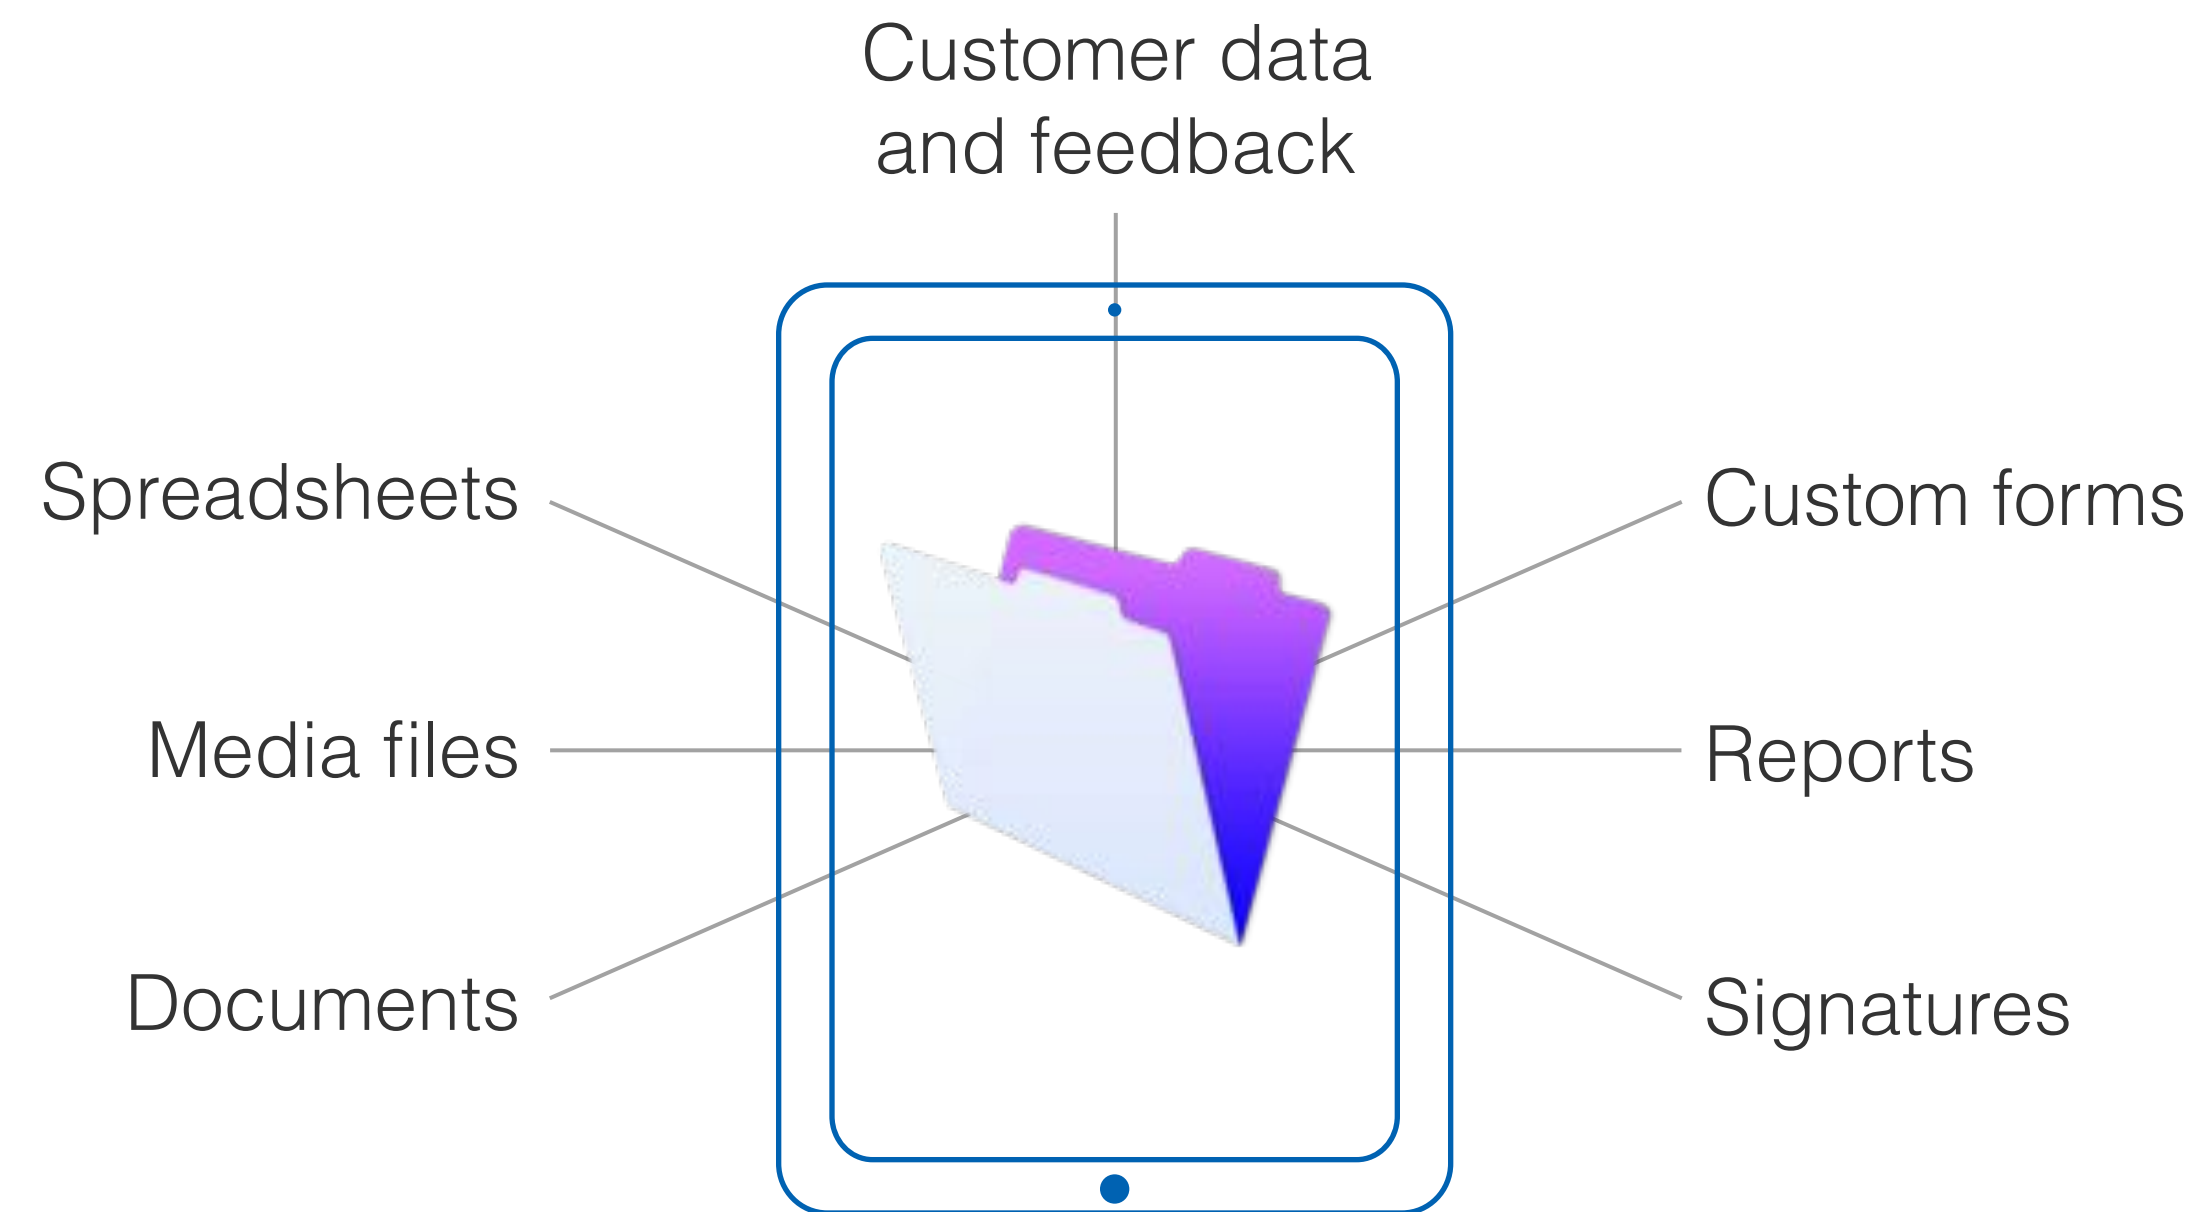 Customer data
and feedback
Spreadsheets
Custom forms
Media files
Reports
Documents
Signatures